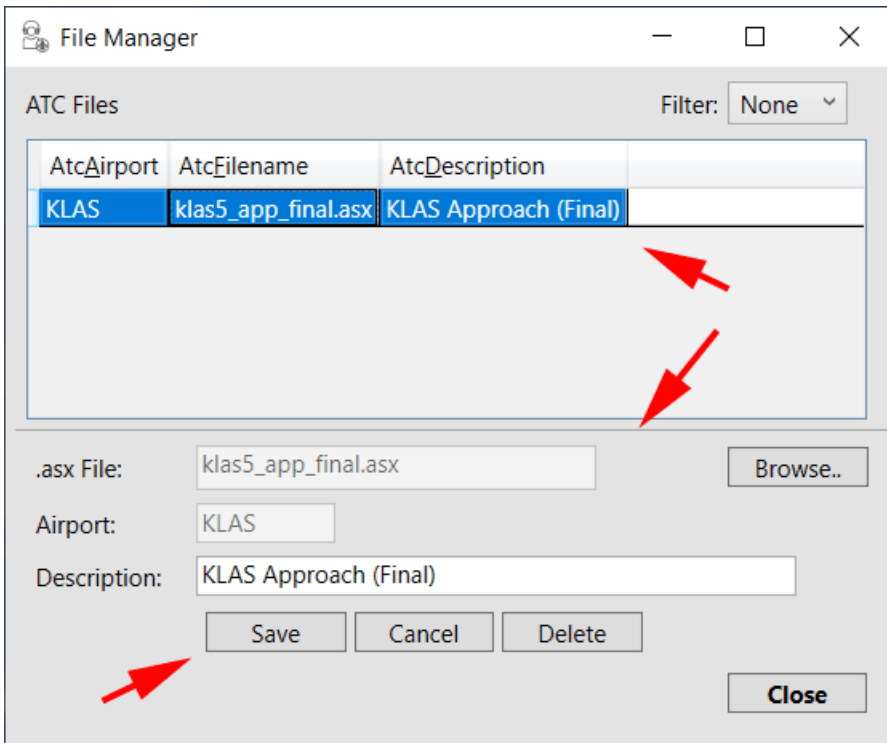 File Manager
ATC Files Filter: None
AtcAirport AtcFilename AtcDescription
KLAS klas5_app_final.asx KLAS Approach (Final)
.asx File: klas5_app_final.asx Browse..
Airport: KLAS
Description: KLAS Approach (Final)
Save Cancel Delete
Close